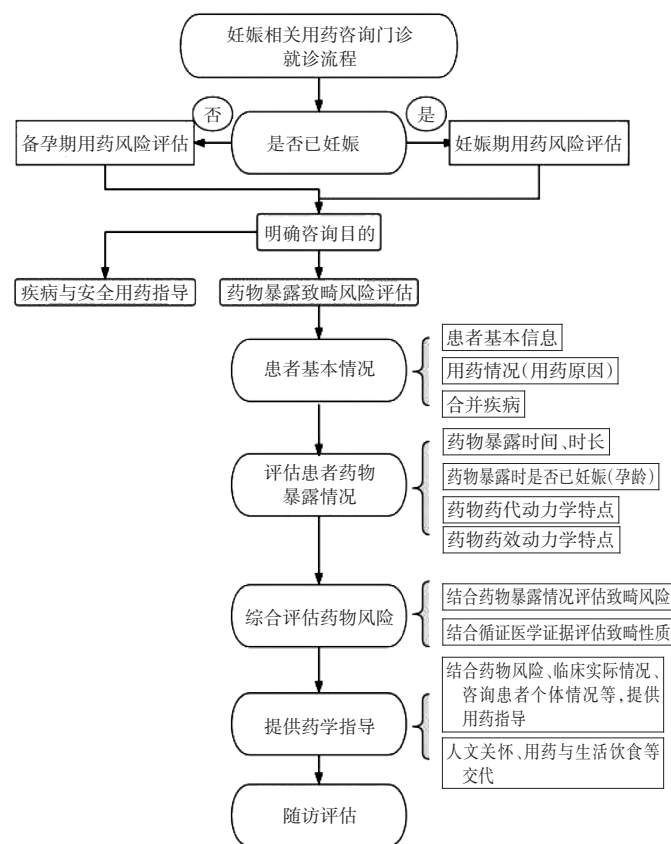 妊娠相关用药咨询门诊
就诊流程
否
是
备孕期用药风险评估
是否已妊娠
妊娠期用药风险评估
明确咨询目的
疾病与安全用药指导
药物暴露致畸风险评估
患者基本情况
患者基本信息
用药情况(用药原因)
合并疾病
评估患者药物
暴露情况
药物暴露时间、时长
药物暴露时是否已妊娠(孕龄)
药物药代动力学特点
药物药效动力学特点
综合评估药物风险
结合药物暴露情况评估致畸风险
结合循证医学证据评估致畸性质
提供药学指导
结合药物风险、临床实际情况、
咨询患者个体情况等,提供
用药指导
人文关怀、用药与生活饮食等
交代
随访评估